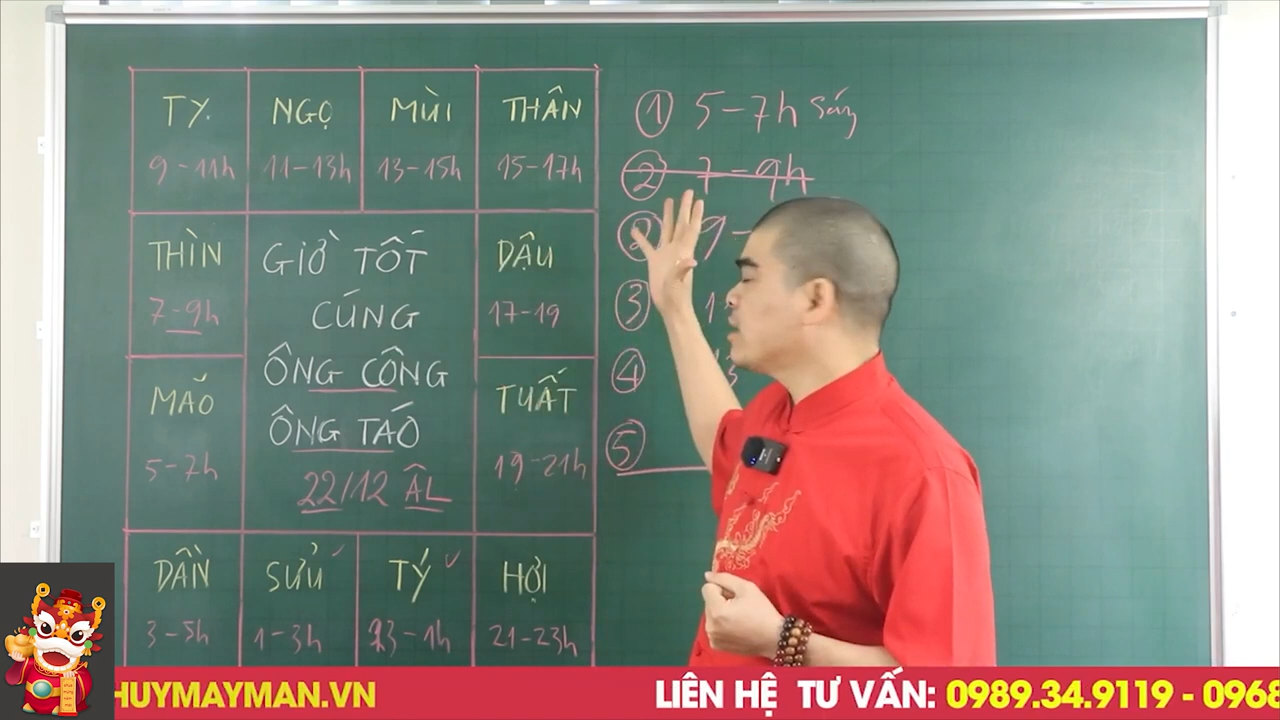 TỴ
9-11h
NGỌ
11-13h
MÙI
13-15h
THÂN
15-17h
THÌN
7-9h
GIỜ TỐT
CÚNG
ÔNG CÔNG
ÔNG TÁO
22/12 ÂL
DẬU
17-19
MÃO
5-7h
TUẤT
19-21h
DẦN
3-5h
SỬU
1-3h
TÝ
23-1h
HỢI
21-23h
① 5-7h sáng
② 7-9h
② 9-
③
④
⑤
HUYMAYMAN.VN
LIÊN HỆ TƯ VẤN: 0989.34.9119 - 0968